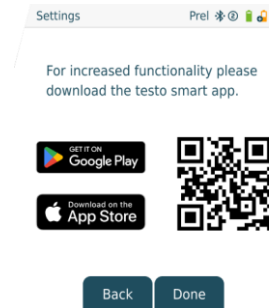 Settings
Prel
2
For increased functionality please
download the testo smart app.
GET IT ON
Google Play
Download on the
App Store
Back
Done